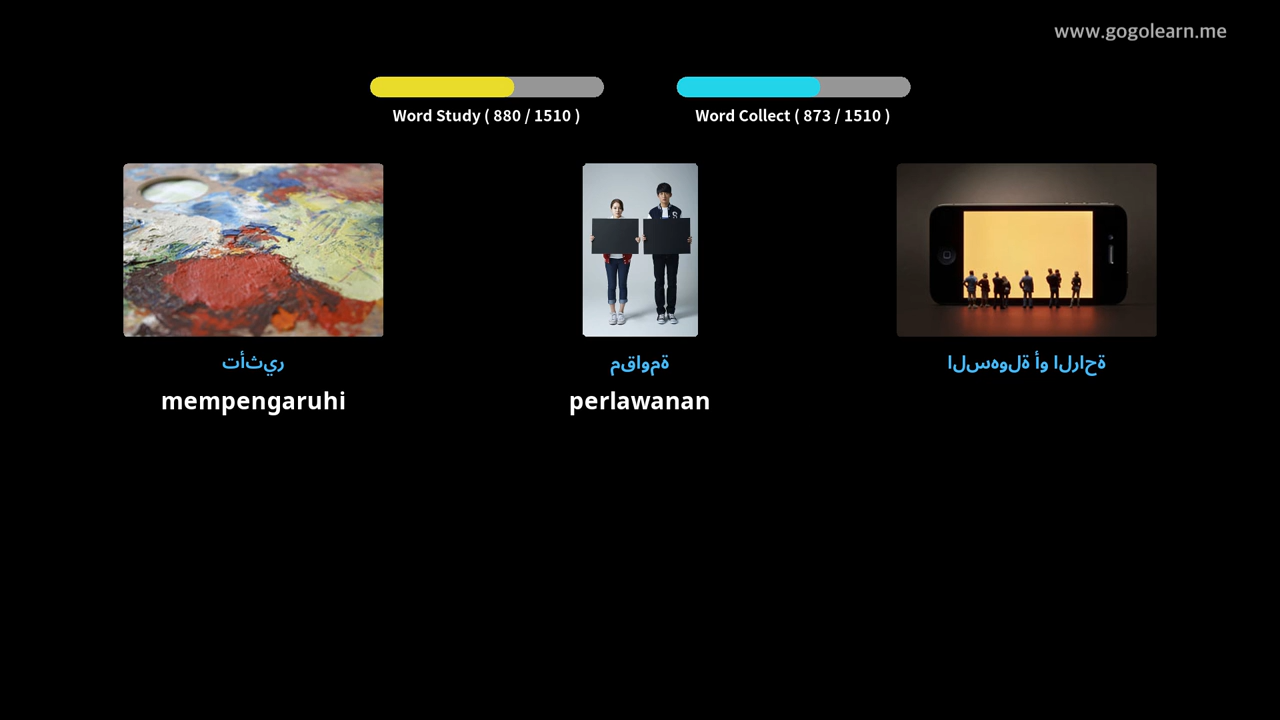 www.gogolearn.me
Word Study ( 880 / 1510 )
Word Collect ( 873 / 1510 )
تأثير
مقاومة
السهولة أو الراحة
mempengaruhi
perlawanan